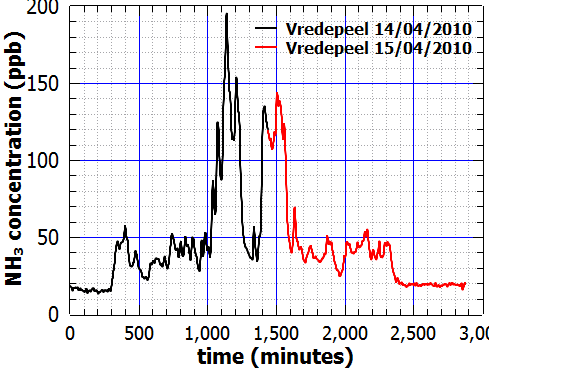 200
150
100
50
0
NH₃ concentration (ppb)
Vredepeel 14/04/2010
Vredepeel 15/04/2010
0 500 1,000 1,500 2,000 2,500 3,00
time (minutes)